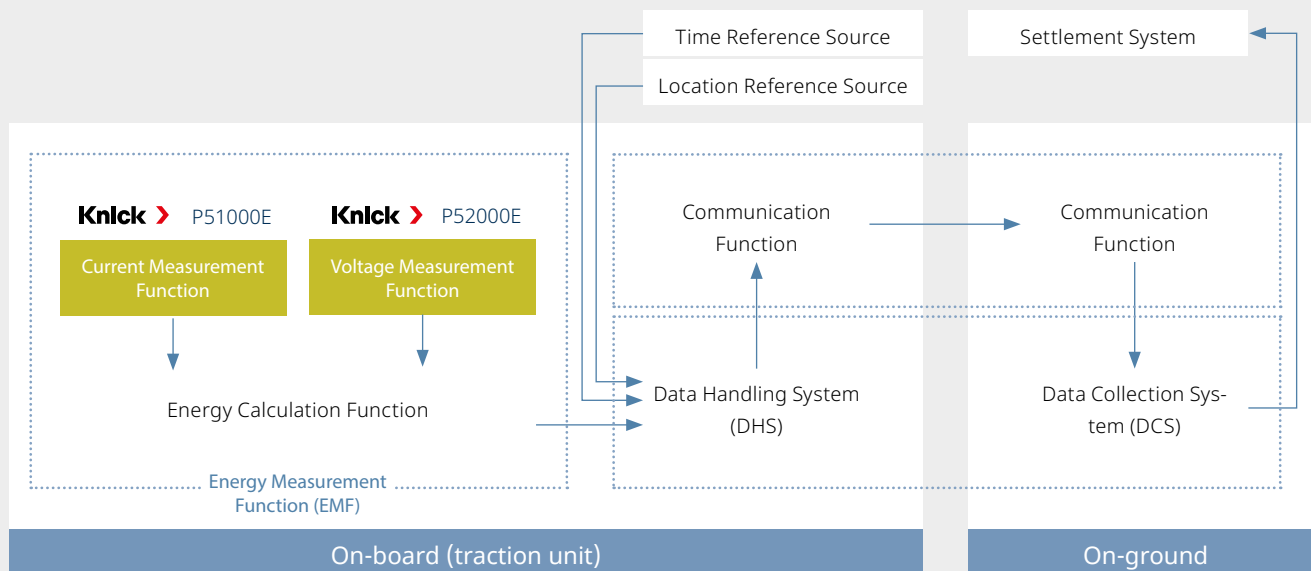 Time Reference Source
Location Reference Source
Settlement System
Knick P51000E
Current Measurement
Function
Knick P52000E
Voltage Measurement
Function
Energy Calculation Function
Energy Measurement
Function (EMF)
Communication
Function
Data Handling System
(DHS)
Communication
Function
Data Collection Sys-
tem (DCS)
On-board (traction unit)
On-ground